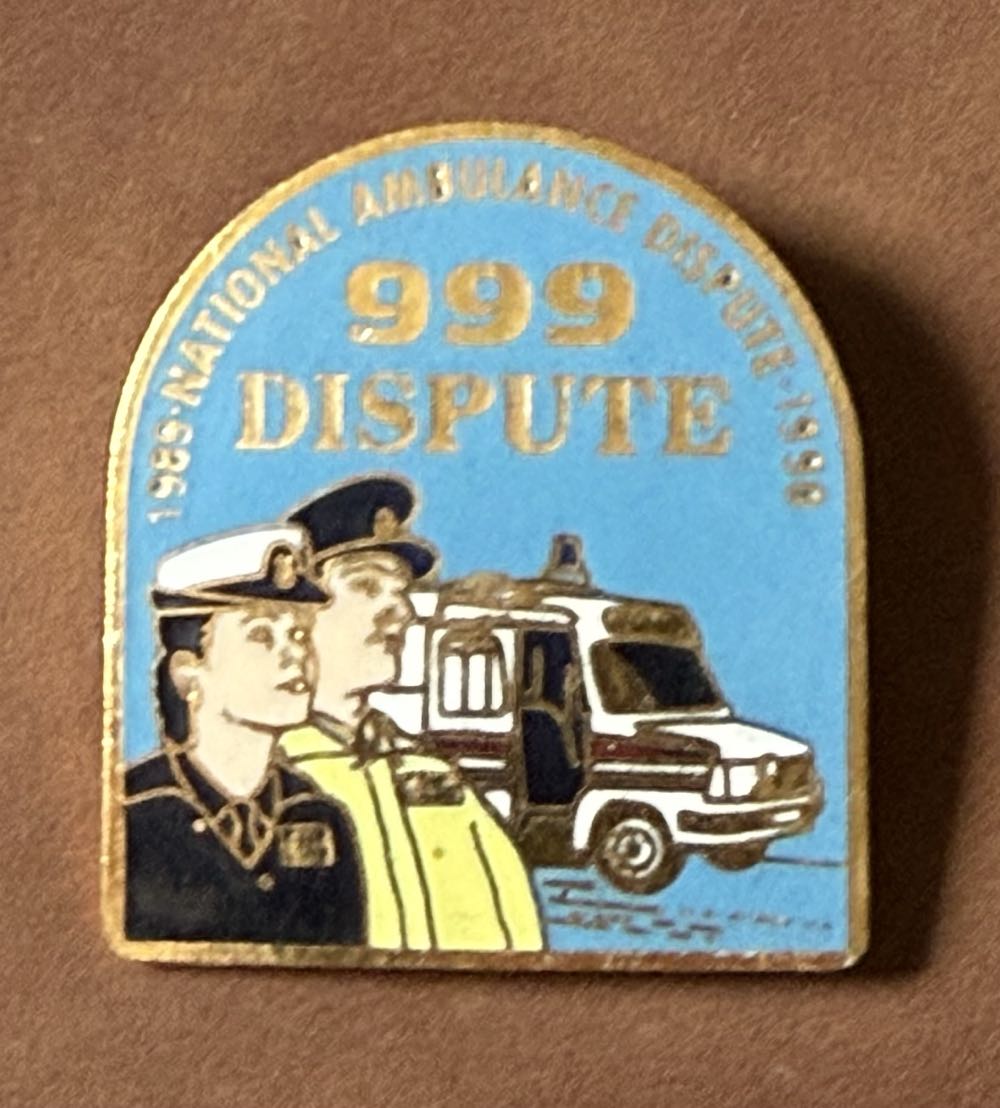 1989·NATIONAL AMBULANCE DISPUTE·1990
999
DISPUTE